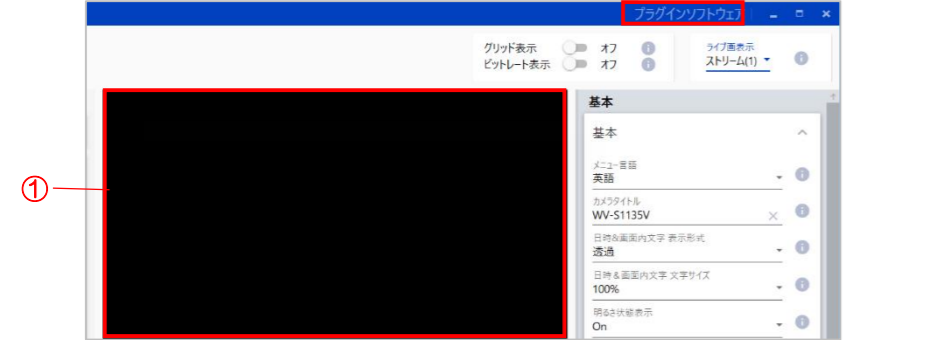 プラグインソフトウェア
グリッド表示 オフ
ビットレート表示 オフ
ライブ画表示
ストリーム(1)
基本
基本
①
メニュー言語
英語
カメラタイトル
WV-S1135V
日時&画面内文字 表示形式
透過
日時&画面内文字 文字サイズ
100%
明るさ状態表示
On